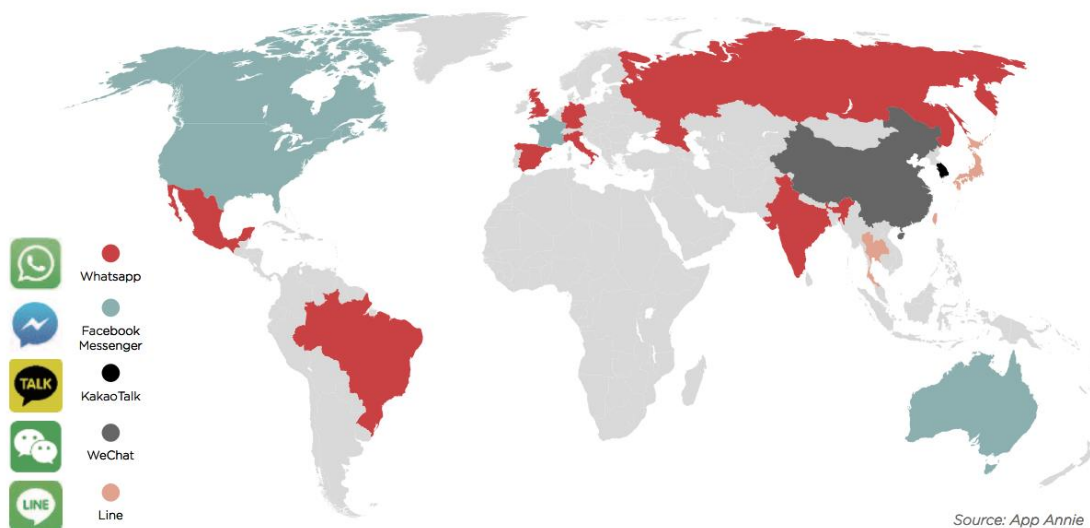 Whatsapp
Facebook
Messenger
TALK
KakaoTalk
WeChat
LINE
Line
Source: App Annie